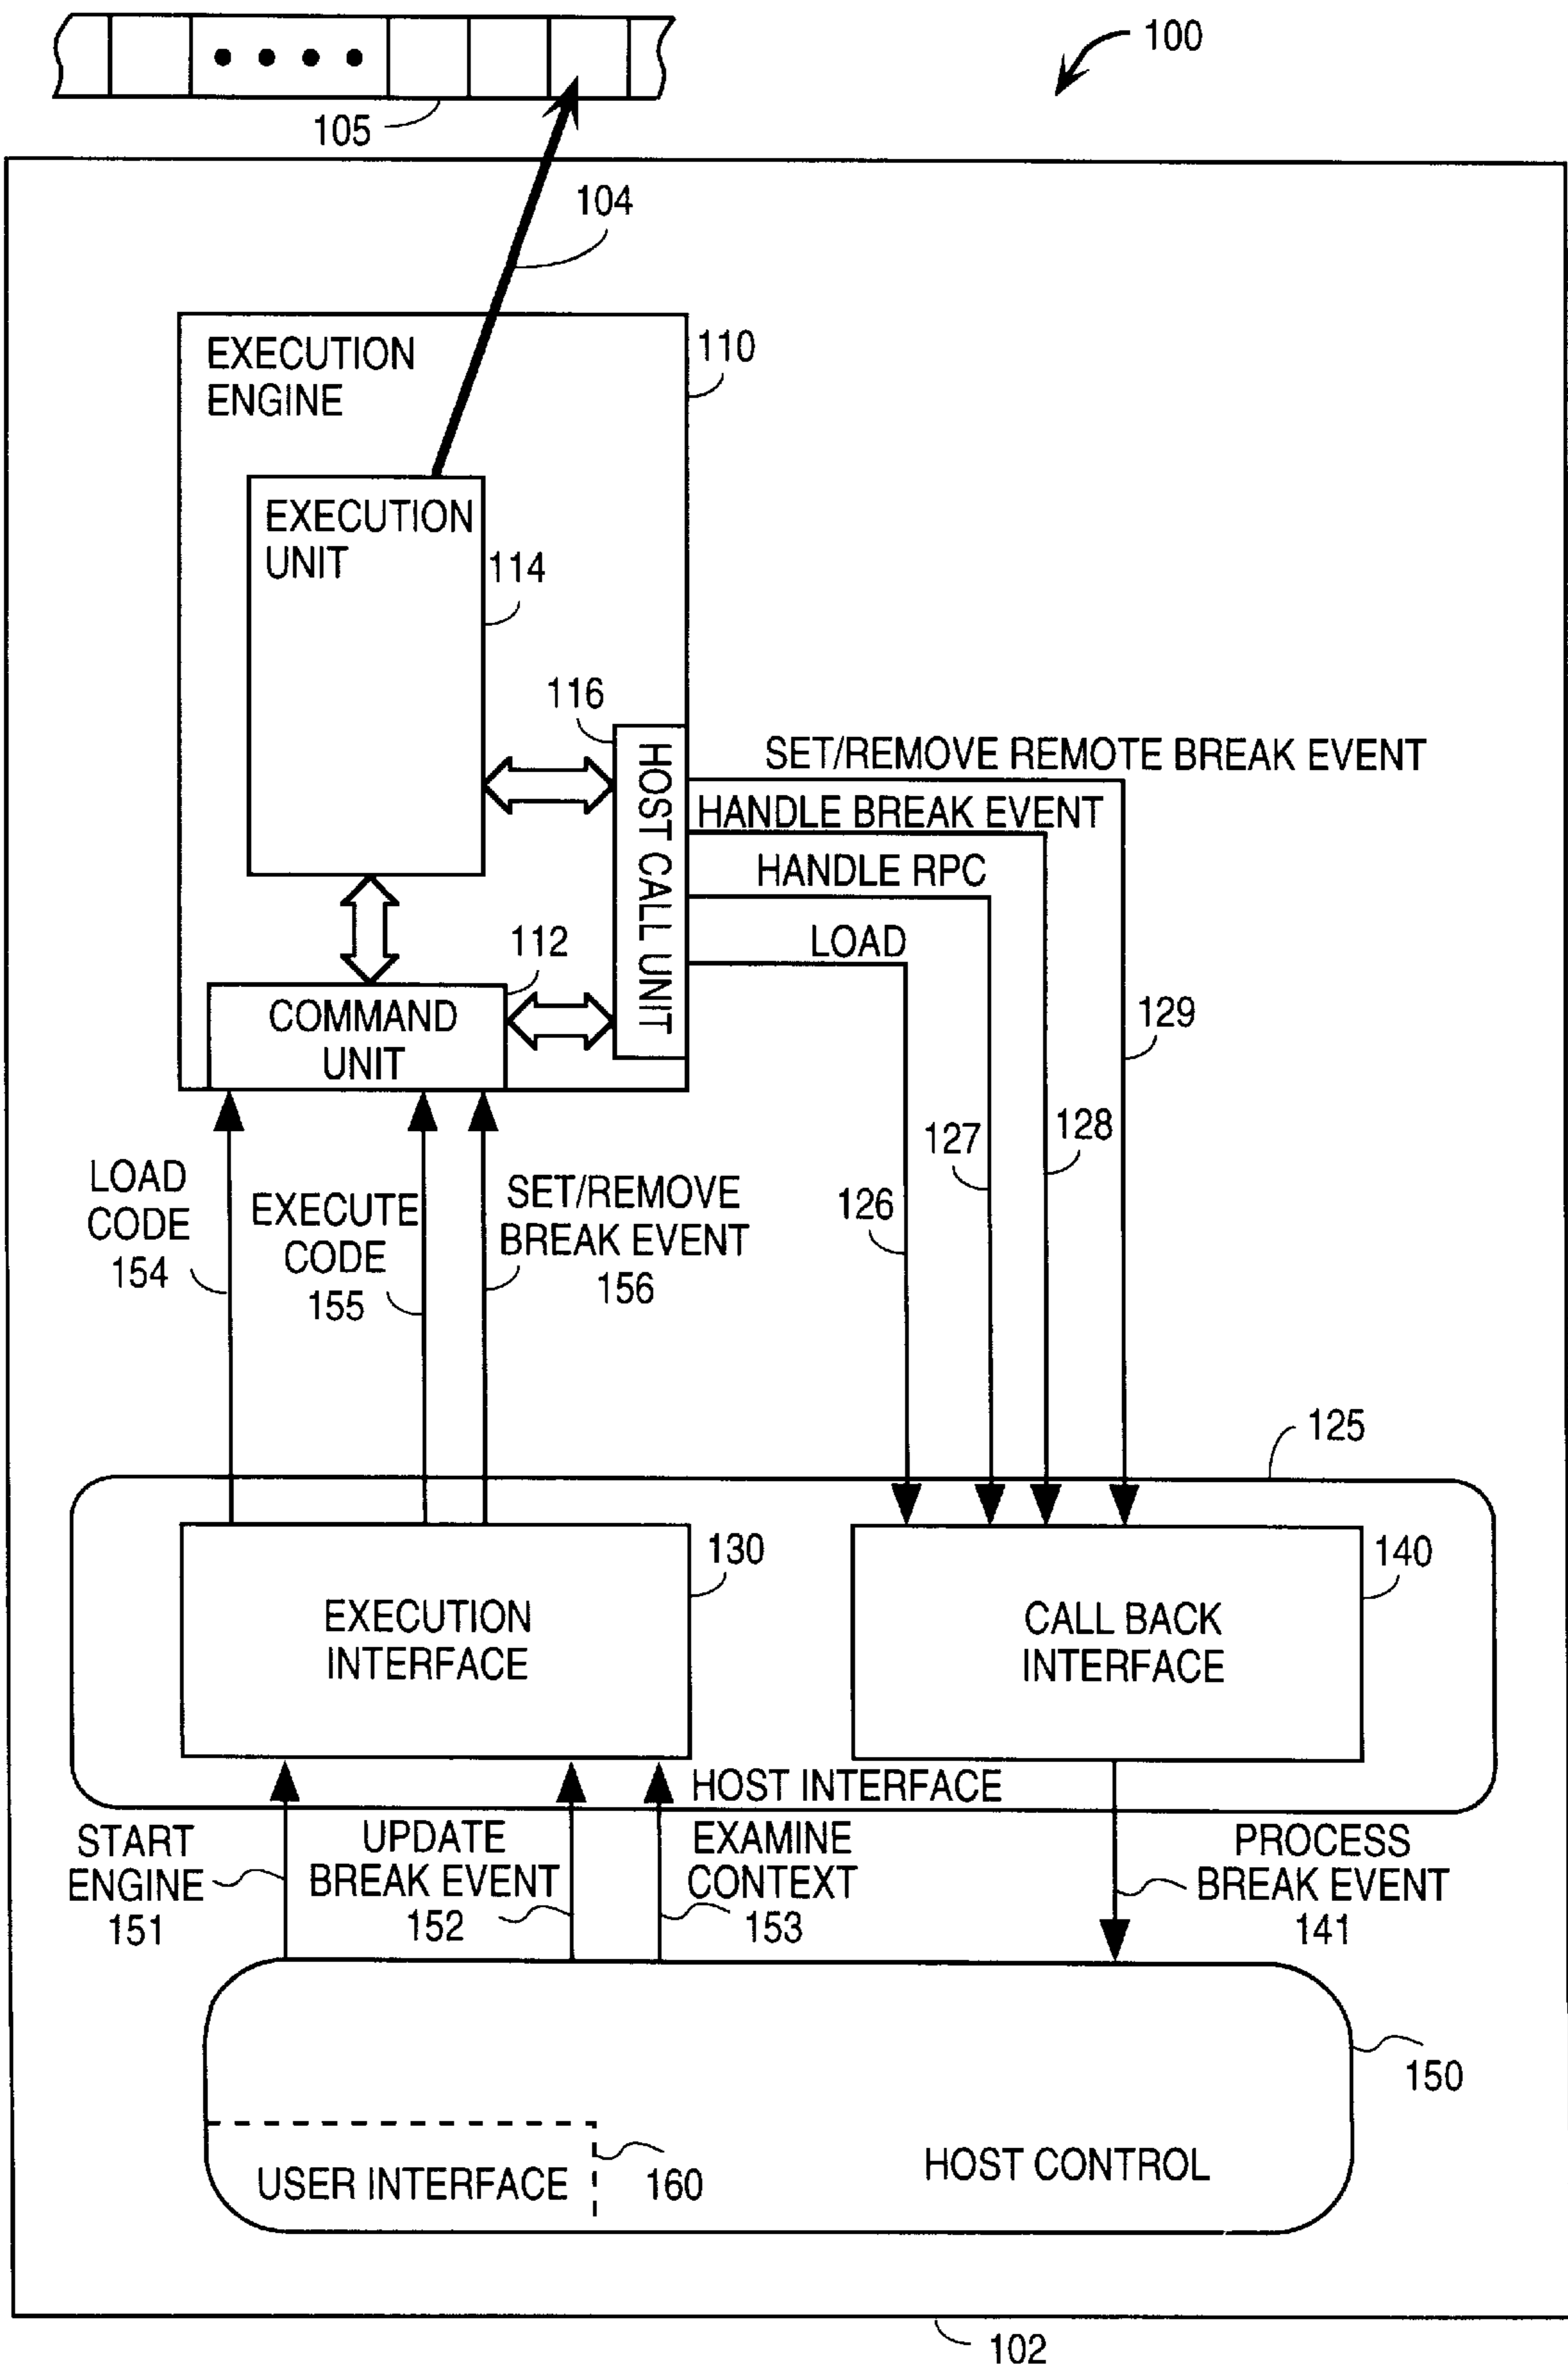 100
105
104
EXECUTION
ENGINE
110
EXECUTION
UNIT
114
116
HOST CALL UNIT
SET/REMOVE REMOTE BREAK EVENT
HANDLE BREAK EVENT
HANDLE RPC
LOAD
112
COMMAND
UNIT
129
128
127
126
LOAD
CODE
154
EXECUTE
CODE
155
SET/REMOVE
BREAK EVENT
156
125
130
EXECUTION
INTERFACE
140
CALL BACK
INTERFACE
HOST INTERFACE
START
ENGINE
151
UPDATE
BREAK EVENT
152
EXAMINE
CONTEXT
153
PROCESS
BREAK EVENT
141
150
USER INTERFACE
160
HOST CONTROL
102